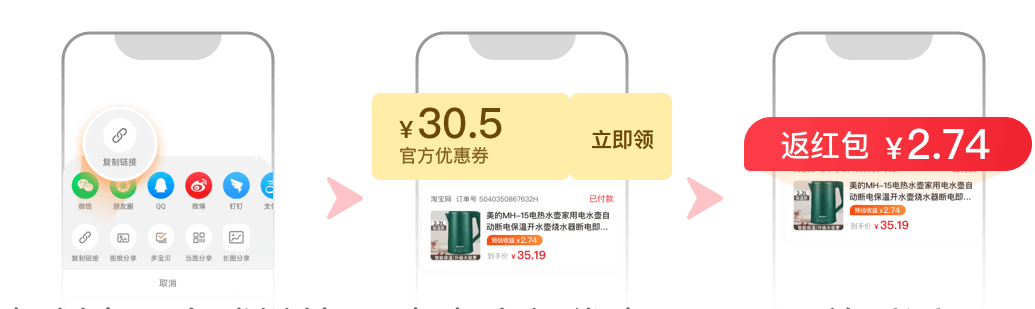 复制链接
微信
朋友圈
QQ
微博
钉钉
复制链接
画报分享
多宝贝
当面分享
长图分享
取消
¥30.5
官方优惠券
立即领
淘宝网 订单号 5040350867632H 已付款
美的MH-15电热水壶家用电水壶自
动断电保温开水壶烧水器断电即...
预估收益 ¥2.74
到手价 ¥35.19
返红包 ¥2.74
美的MH-15电热水壶家用电水壶自
动断电保温开水壶烧水器断电即...
预估收益 ¥2.74
到手价 ¥35.19